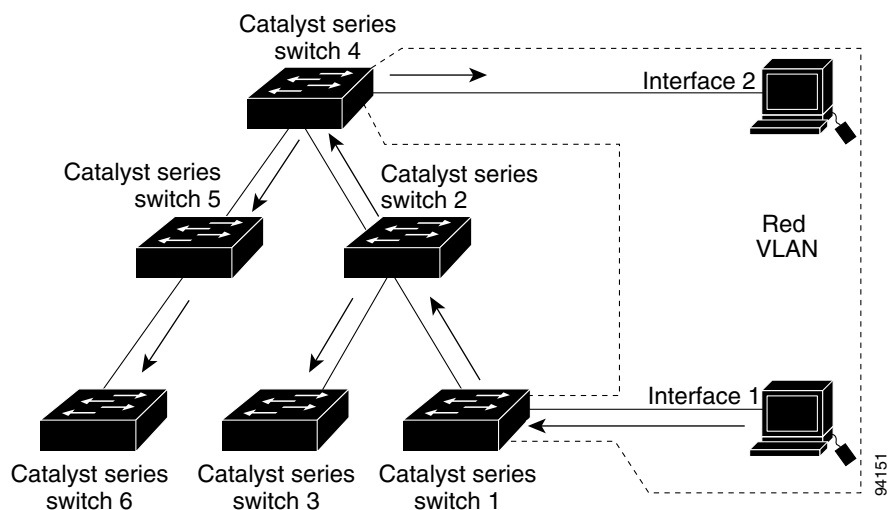 Catalyst series
switch 4
Interface 2
Catalyst series
switch 5
Catalyst series
switch 2
Red
VLAN
Interface 1
Catalyst series
switch 6
Catalyst series
switch 3
Catalyst series
switch 1
94151